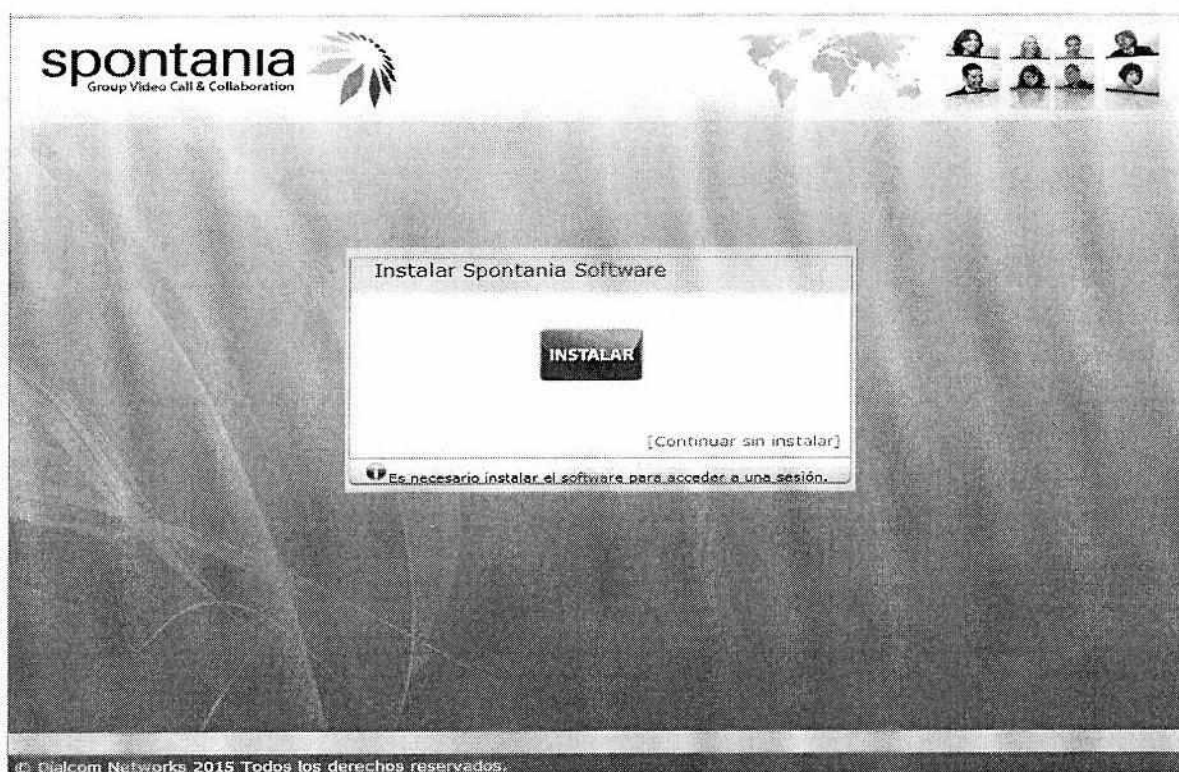 spontania
Group Video Call & Collaboration
Instalar Spontania Software
INSTALAR
[Continuar sin instalar]
Es necesario instalar el software para acceder a una sesión.
© Dialcom Networks 2015 Todos los derechos reservados.